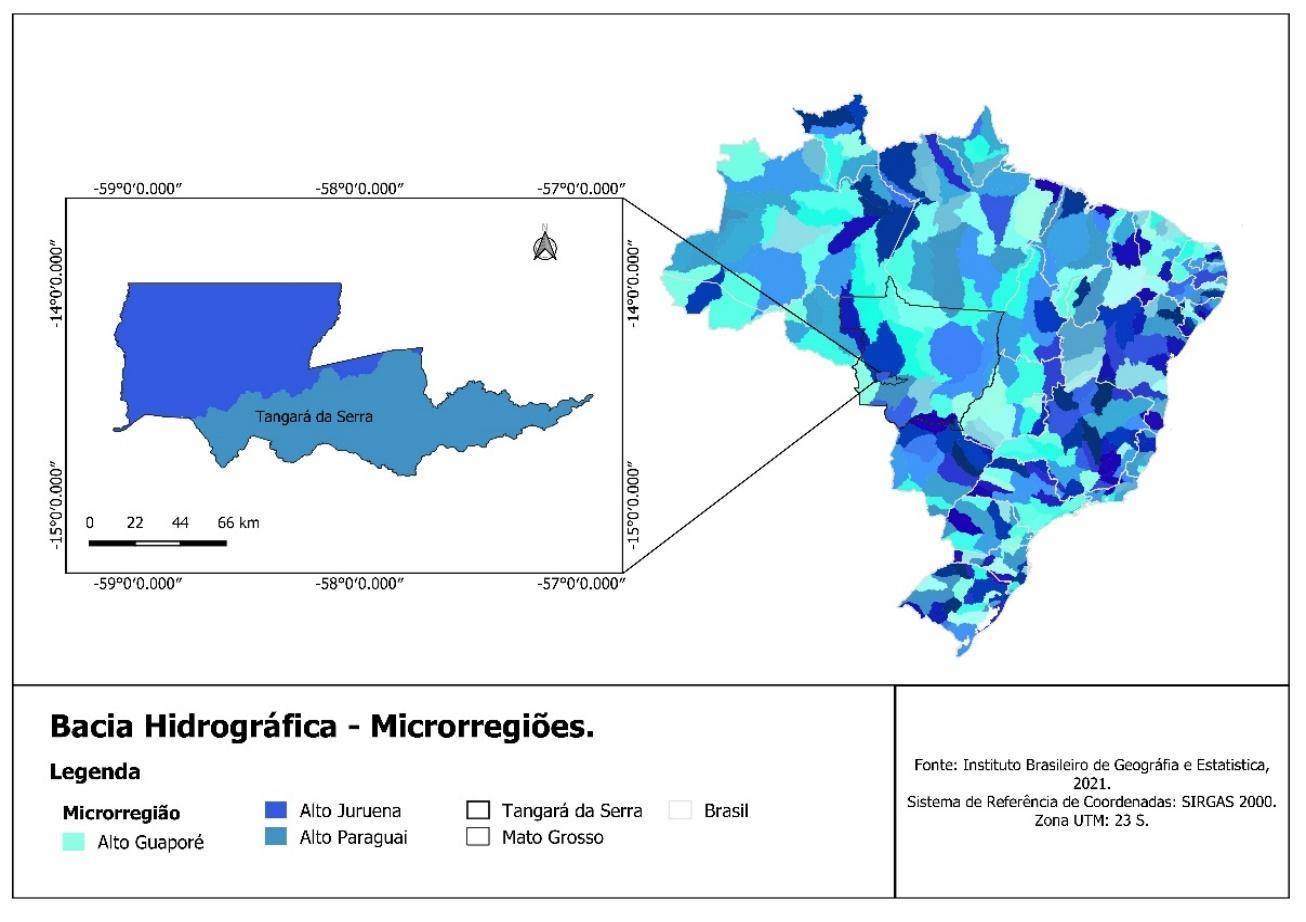 -59°0'0.000" -58°0'0.000" -57°0'0.000"
N
-14°0'0.000"
-14°0'0.000"
Tangará da Serra
-15°0'0.000"
-15°0'0.000"
0 22 44 66 km
-59°0'0.000" -58°0'0.000" -57°0'0.000"
Bacia Hidrográfica - Microrregiões.
Legenda
Microrregião
Alto Guaporé
Alto Juruena
Alto Paraguai
Tangará da Serra
Mato Grosso
Brasil
Fonte: Instituto Brasileiro de Geográfia e Estatistica,
2021.
Sistema de Referência de Coordenadas: SIRGAS 2000.
Zona UTM: 23 S.